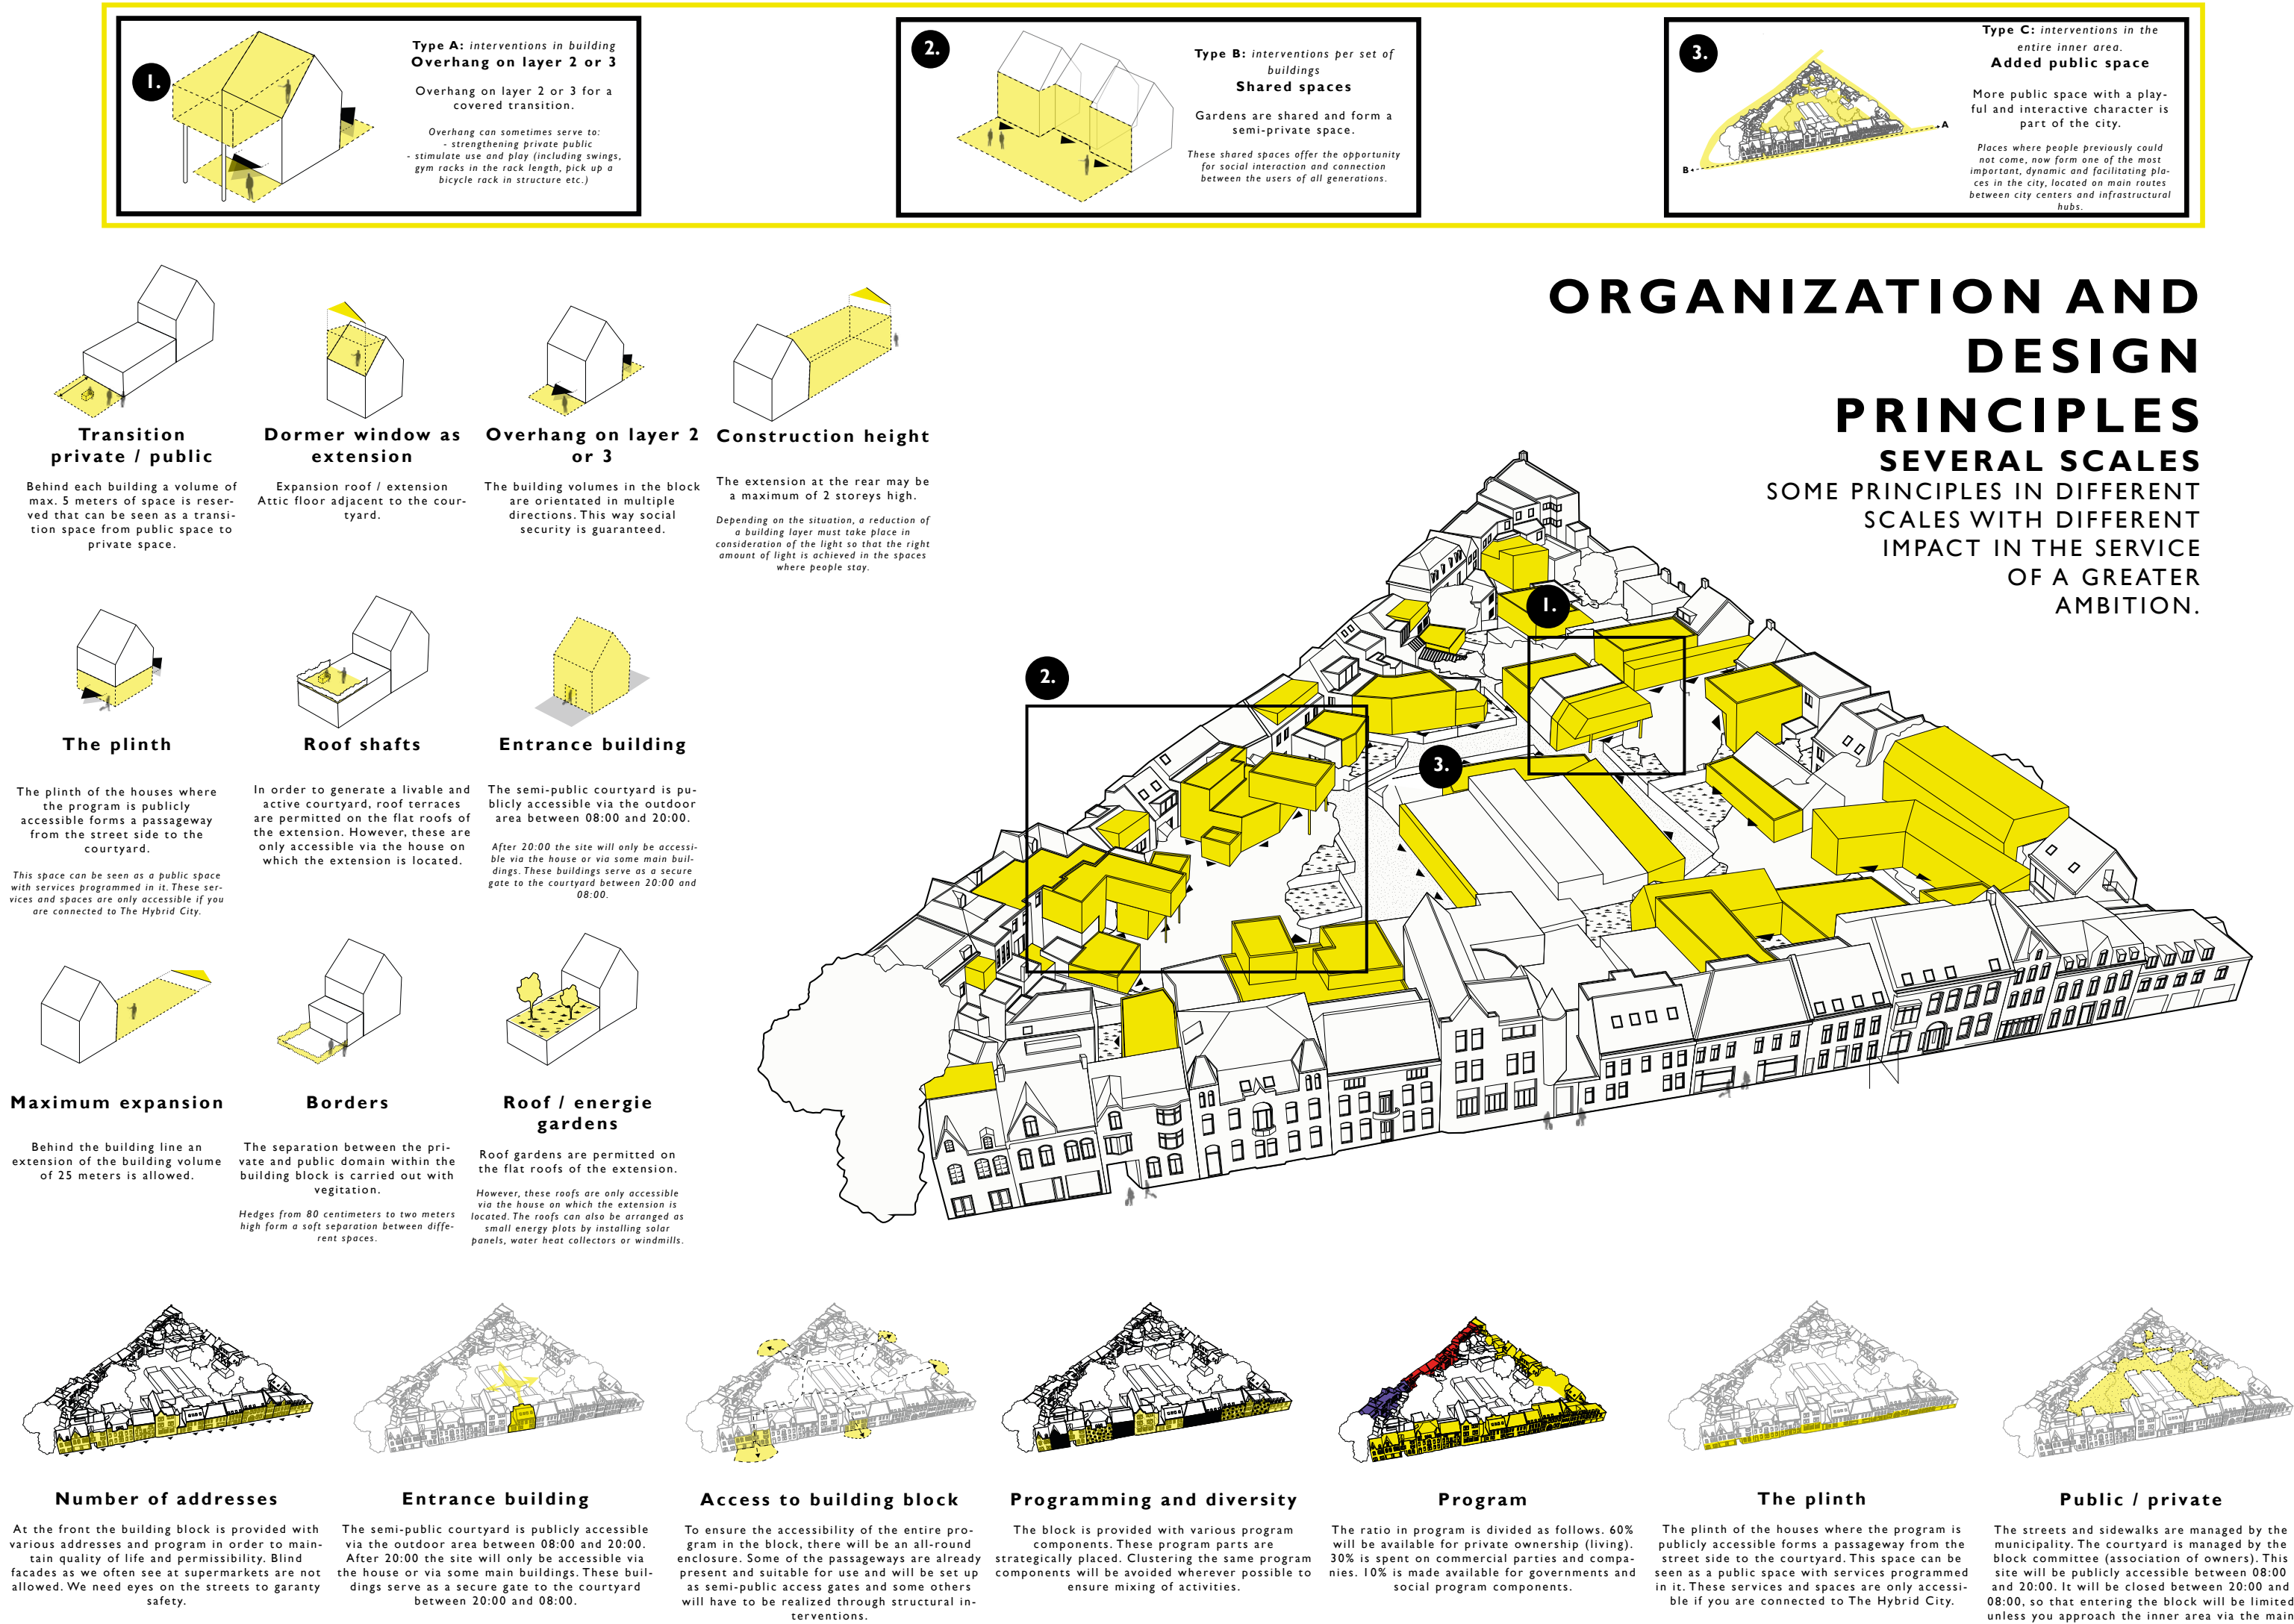 1.
Type A: interventions in building
Overhang on layer 2 or 3
Overhang on layer 2 or 3 for a
covered transition.
Overhang can sometimes serve to:
- strengthening private public
- stimulate use and play (including swings,
gym racks in the rack length, pick up a
bicycle rack in structure etc.)
2.
Type B: interventions per set of
buildings
Shared spaces
Gardens are shared and form a
semi-private space.
These shared spaces offer the opportunity
for social interaction and connection
between the users of all generations.
3.
A
B
Type C: interventions in the
entire inner area.
Added public space
More public space with a play-
ful and interactive character is
part of the city.
Places where people previously could
not come, now form one of the most
important, dynamic and facilitating pla-
ces in the city, located on main routes
between city centers and infrastructural
hubs.
ORGANIZATION AND
DESIGN
PRINCIPLES
SEVERAL SCALES
SOME PRINCIPLES IN DIFFERENT
SCALES WITH DIFFERENT
IMPACT IN THE SERVICE
OF A GREATER
AMBITION.
Transition
private / public
Behind each building a volume of
max. 5 meters of space is reser-
ved that can be seen as a transi-
tion space from public space to
private space.
Dormer window as
extension
Expansion roof / extension
Attic floor adjacent to the cour-
tyard.
Overhang on layer 2
or 3
The building volumes in the block
are orientated in multiple
directions. This way social
security is guaranteed.
Construction height
The extension at the rear may be
a maximum of 2 storeys high.
Depending on the situation, a reduction of
a building layer must take place in
consideration of the light so that the right
amount of light is achieved in the spaces
where people stay.
The plinth
The plinth of the houses where
the program is publicly
accessible forms a passageway
from the street side to the
courtyard.
This space can be seen as a public space
with services programmed in it. These ser-
vices and spaces are only accessible if you
are connected to The Hybrid City.
Roof shafts
In order to generate a livable and
active courtyard, roof terraces
are permitted on the flat roofs of
the extension. However, these are
only accessible via the house on
which the extension is located.
Entrance building
The semi-public courtyard is pu-
blicly accessible via the outdoor
area between 08:00 and 20:00.
After 20:00 the site will only be accessi-
ble via the house or via some main buil-
dings. These buildings serve as a secure
gate to the courtyard between 20:00 and
08:00.
Maximum expansion
Behind the building line an
extension of the building volume
of 25 meters is allowed.
Borders
The separation between the pri-
vate and public domain within the
building block is carried out with
vegitation.
Hedges from 80 centimeters to two meters
high form a soft separation between diffe-
rent spaces.
Roof / energie
gardens
Roof gardens are permitted on
the flat roofs of the extension.
However, these roofs are only accessible
via the house on which the extension is
located. The roofs can also be arranged as
small energy plots by installing solar
panels, water heat collectors or windmills.
1.
2.
3.
Number of addresses
At the front the building block is provided with
various addresses and program in order to main-
tain quality of life and permissibility. Blind
facades as we often see at supermarkets are not
allowed. We need eyes on the streets to garanty
safety.
Entrance building
The semi-public courtyard is publicly accessible
via the outdoor area between 08:00 and 20:00.
After 20:00 the site will only be accessible via
the house or via some main buildings. These buil-
dings serve as a secure gate to the courtyard
between 20:00 and 08:00.
Access to building block
To ensure the accessibility of the entire pro-
gram in the block, there will be an all-round
enclosure. Some of the passageways are already
present and suitable for use and will be set up
as semi-public access gates and some others
will have to be realized through structural in-
terventions.
Programming and diversity
The block is provided with various program
components. These program parts are
strategically placed. Clustering the same program
components will be avoided wherever possible to
ensure mixing of activities.
Program
The ratio in program is divided as follows. 60%
will be available for private ownership (living).
30% is spent on commercial parties and compa-
nies. 10% is made available for governments and
social program components.
The plinth
The plinth of the houses where the program is
publicly accessible forms a passageway from the
street side to the courtyard. This space can be
seen as a public space with services programmed
in it. These services and spaces are only accessi-
ble if you are connected to The Hybrid City.
Public / private
The streets and sidewalks are managed by the
municipality. The courtyard is managed by the
block committee (association of owners). This
site will be publicly accessible between 08:00
and 20:00. It will be closed between 20:00 and
08:00, so that entering the block will be limited
unless you approach the inner area via the main